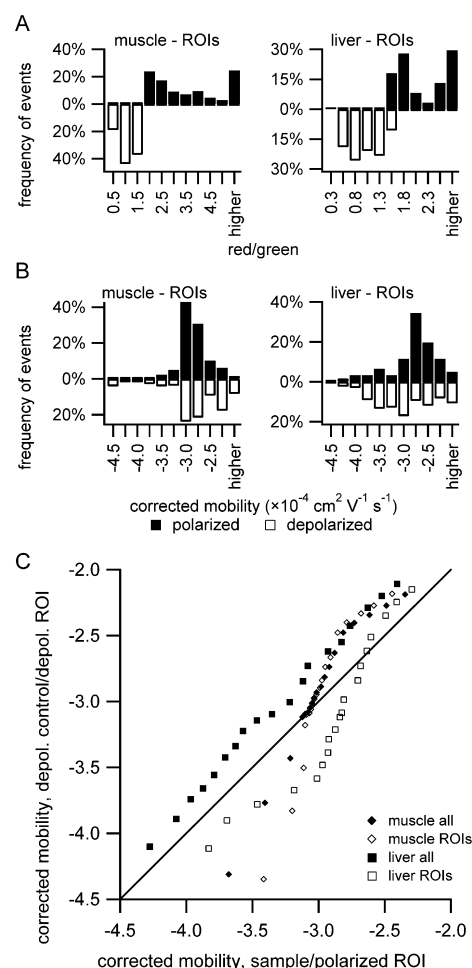 A
muscle - ROIs
liver - ROIs
frequency of events
40%
20%
0%
20%
40%
30%
15%
0%
15%
30%
0.5
1.5
2.5
3.5
4.5
higher
0.3
0.8
1.3
1.8
2.3
higher
red/green
B
muscle - ROIs
liver - ROIs
frequency of events
40%
20%
0%
20%
40%
20%
0%
20%
-4.5
-4.0
-3.5
-3.0
-2.5
higher
-4.5
-4.0
-3.5
-3.0
-2.5
higher
corrected mobility (×10⁻⁴ cm² V⁻¹ s⁻¹)
polarized
depolarized
C
corrected mobility, depol. control/depol. ROI
-2.0
-2.5
-3.0
-3.5
-4.0
-4.5
muscle all
muscle ROIs
liver all
liver ROIs
-4.5
-4.0
-3.5
-3.0
-2.5
-2.0
corrected mobility, sample/polarized ROI